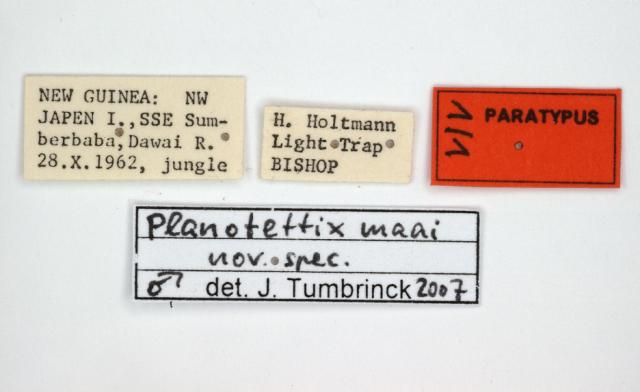 NEW GUINEA: NW
JAPEN I., SSE Sum-
berbaba, Dawai R.
28.X.1962, jungle
H. Holtmann
Light Trap
BISHOP
VIV PARATYPUS
Planotettix maai
nov. spec.
♂ det. J. Tumbrinck 2007